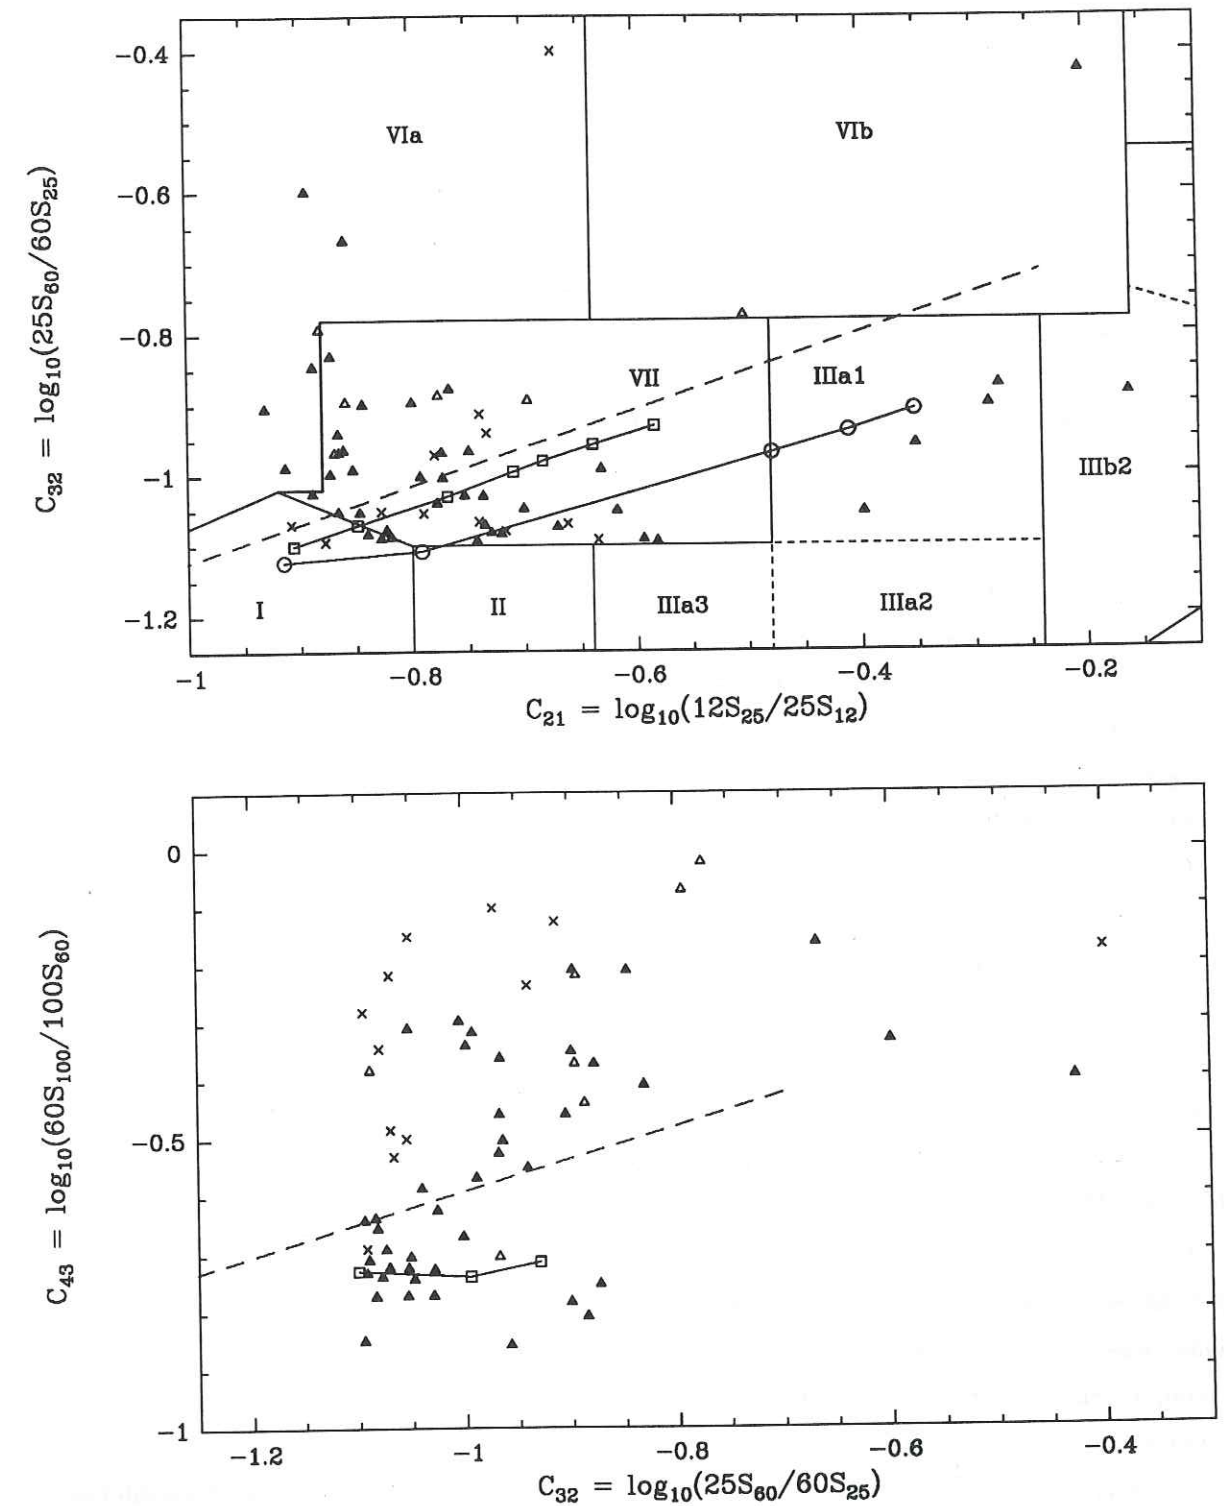 −0.4
VIa
VIb
−0.6
−0.8
VII
IIIa1
−1
IIIb2
I
II
IIIa3
IIIa2
−1.2
−1
−0.8
−0.6
−0.4
−0.2
C₃₂ = log₁₀(25S₆₀/60S₂₅)
C₂₁ = log₁₀(12S₂₅/25S₁₂)
0
−0.5
−1
C₄₃ = log₁₀(60S₁₀₀/100S₆₀)
−1.2
−1
−0.8
−0.6
−0.4
C₃₂ = log₁₀(25S₆₀/60S₂₅)